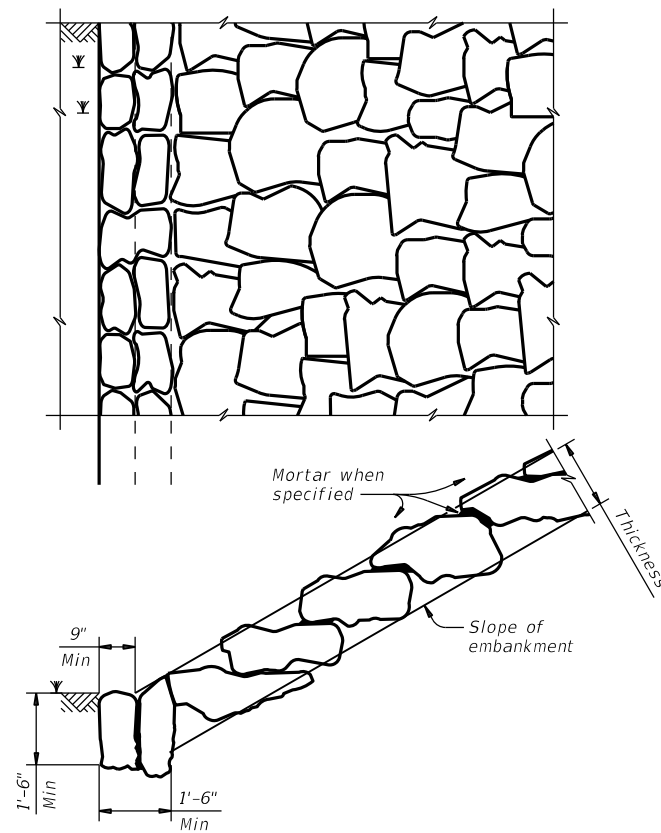 Mortar when
specified
Thickness
Slope of
embankment
9"
Min
1'-6"
Min
1'-6"
Min